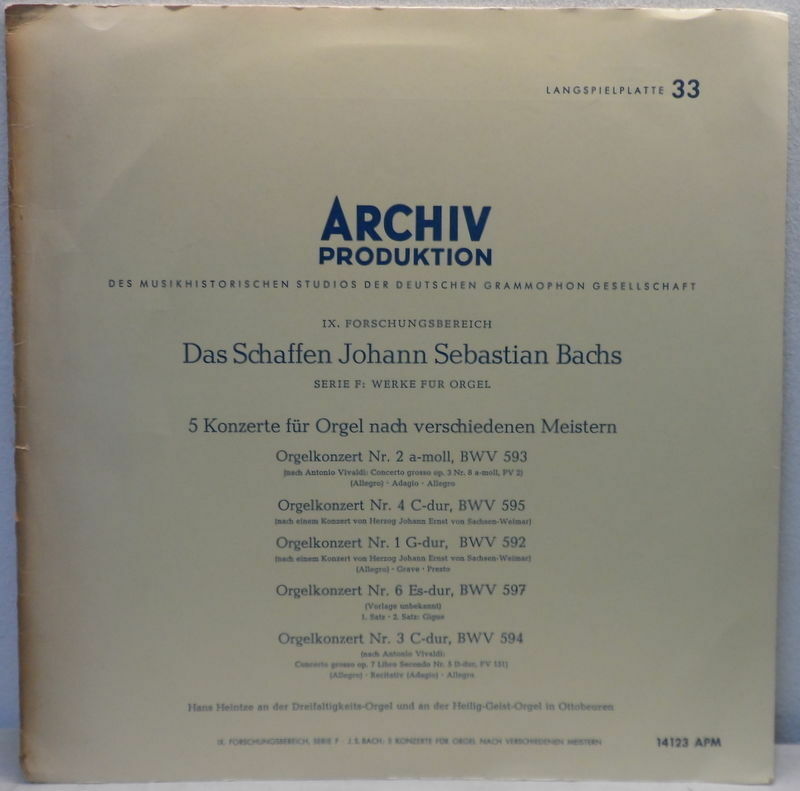 LANGSPIELPLATTE 33
ARCHIV
PRODUKTION
DES MUSIKHISTORISCHEN STUDIOS DER DEUTSCHEN GRAMMOPHON GESELLSCHAFT
IX. FORSCHUNGSBEREICH
Das Schaffen Johann Sebastian Bachs
SERIE F: WERKE FUR ORGEL
5 Konzerte für Orgel nach verschiedenen Meistern
Orgelkonzert Nr. 2 a-moll, BWV 593
(nach Antonio Vivaldi: Concerto grosso op. 3 Nr. 8 a-moll, PV 2)
(Allegro) · Adagio · Allegro
Orgelkonzert Nr. 4 C-dur, BWV 595
(nach einem Konzert von Herzog Johann Ernst von Sachsen-Weimar)
Orgelkonzert Nr. 1 G-dur, BWV 592
(nach einem Konzert von Herzog Johann Ernst von Sachsen-Weimar)
(Allegro) · Grave · Presto
Orgelkonzert Nr. 6 Es-dur, BWV 597
(Vorlage unbekannt)
1. Satz · 2. Satz: Gigue
Orgelkonzert Nr. 3 C-dur, BWV 594
(nach Antonio Vivaldi:
Concerto grosso op. 7 Libro Secondo Nr. 5 D-dur, PV 151)
(Allegro) · Recitativ (Adagio) · Allegro
Hans Heintze an der Dreifaltigkeits-Orgel und an der Heilig-Geist-Orgel in Ottobeuren
IX. FORSCHUNGSBEREICH, SERIE F · J. S. BACH: 5 KONZERTE FÜR ORGEL NACH VERSCHIEDENEN MEISTERN
14123 APM